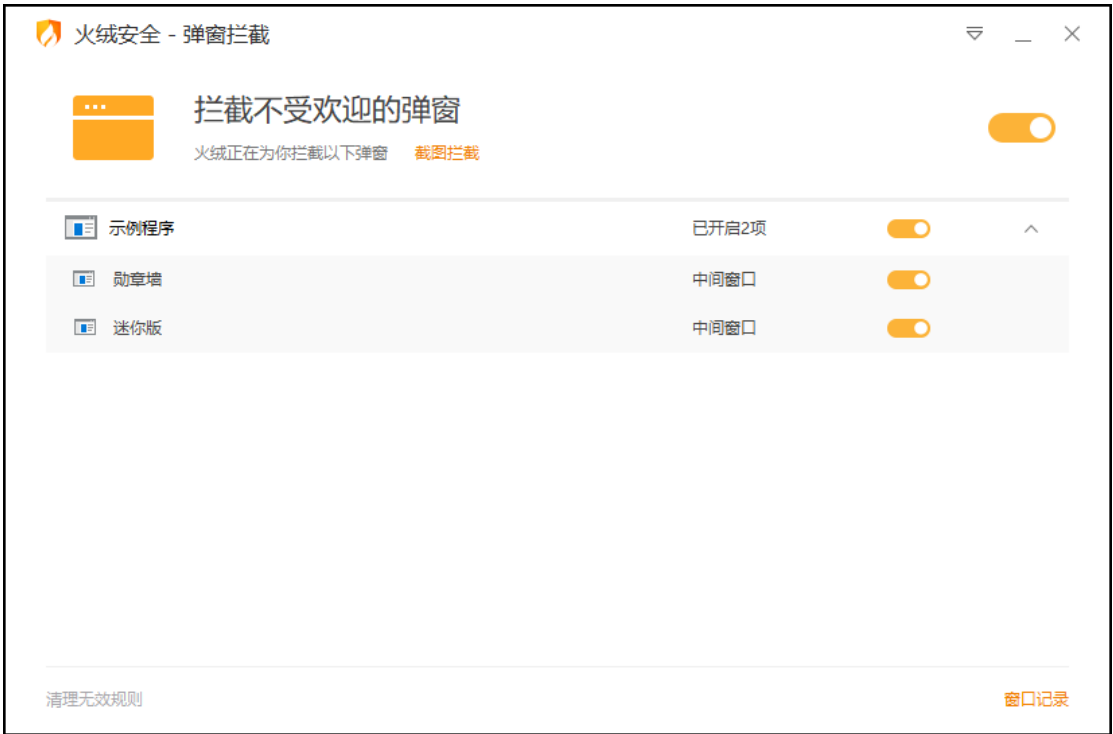 火绒安全 - 弹窗拦截
拦截不受欢迎的弹窗
火绒正在为你拦截以下弹窗 截图拦截
示例程序 已开启2项
勋章墙 中间窗口
迷你版 中间窗口
清理无效规则 窗口记录